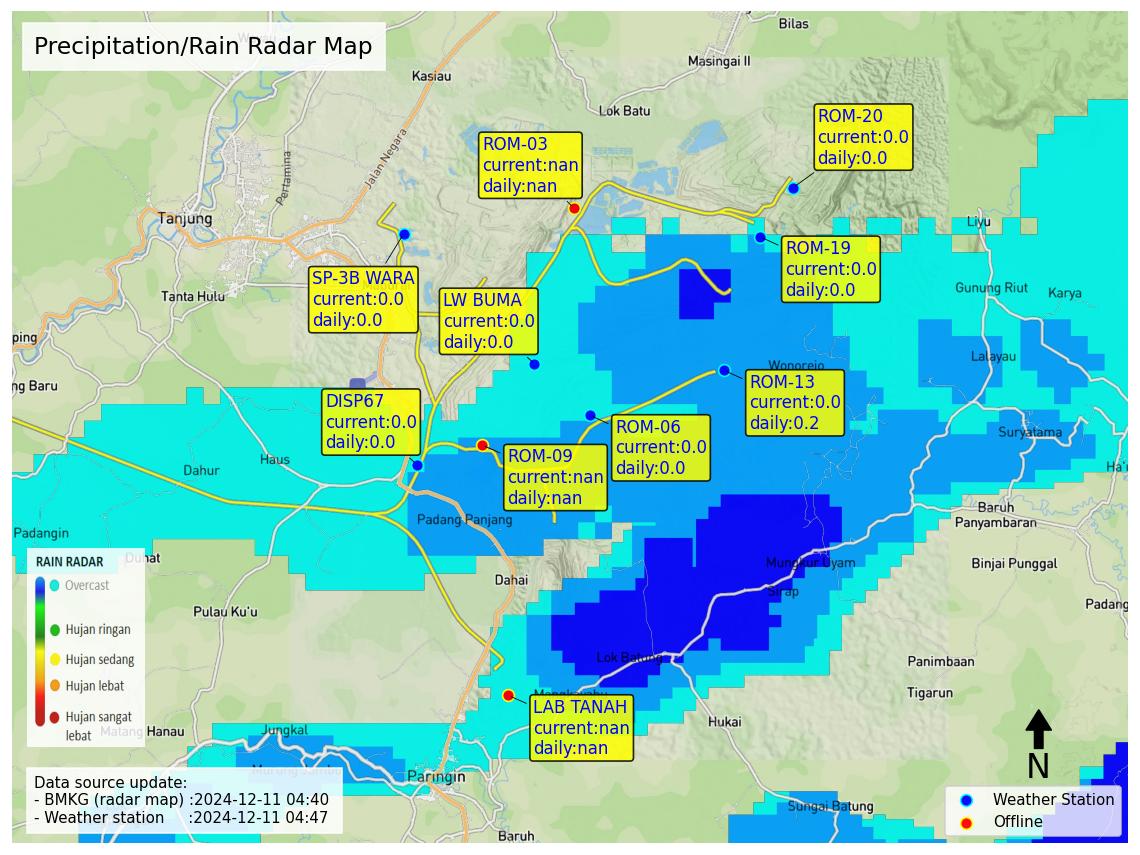 Precipitation/Rain Radar Map
Bilas
Masingai II
Kasiau
Lok Batu
Jalan Negara
Pertamina
ROM-20
current:0.0
daily:0.0
ROM-03
current:nan
daily:nan
Tanjung
Liyu
ROM-19
current:0.0
daily:0.0
SP-3B WARA
current:0.0
daily:0.0
Tanta Hulu
LW BUMA
current:0.0
daily:0.0
Gunung Riut
Karya
ping
Lalayau
Wonorejo
ng Baru
ROM-13
current:0.0
daily:0.2
DISP67
current:0.0
daily:0.0
ROM-06
current:0.0
daily:0.0
Suryatama
Haus
Dahur
ROM-09
current:nan
daily:nan
Ha'u
Padang Panjang
Baruh
Panyambaran
Padangin
Mungkur Uyam
Binjai Punggal
Dahai
Sirap
Pulau Ku'u
Padang
Lok Batung
Panimbaan
Tigarun
Mangkayahu
LAB TANAH
current:nan
daily:nan
Hukai
RAIN RADAR
Overcast
Hujan ringan
Hujan sedang
Hujan lebat
Hujan sangat
lebat
Matang Hanau
Jungkal
Murung Jambu
Paringin
Sungai Batung
Baruh
N
Data source update:
- BMKG (radar map) :2024-12-11 04:40
- Weather station :2024-12-11 04:47
Weather Station
Offline